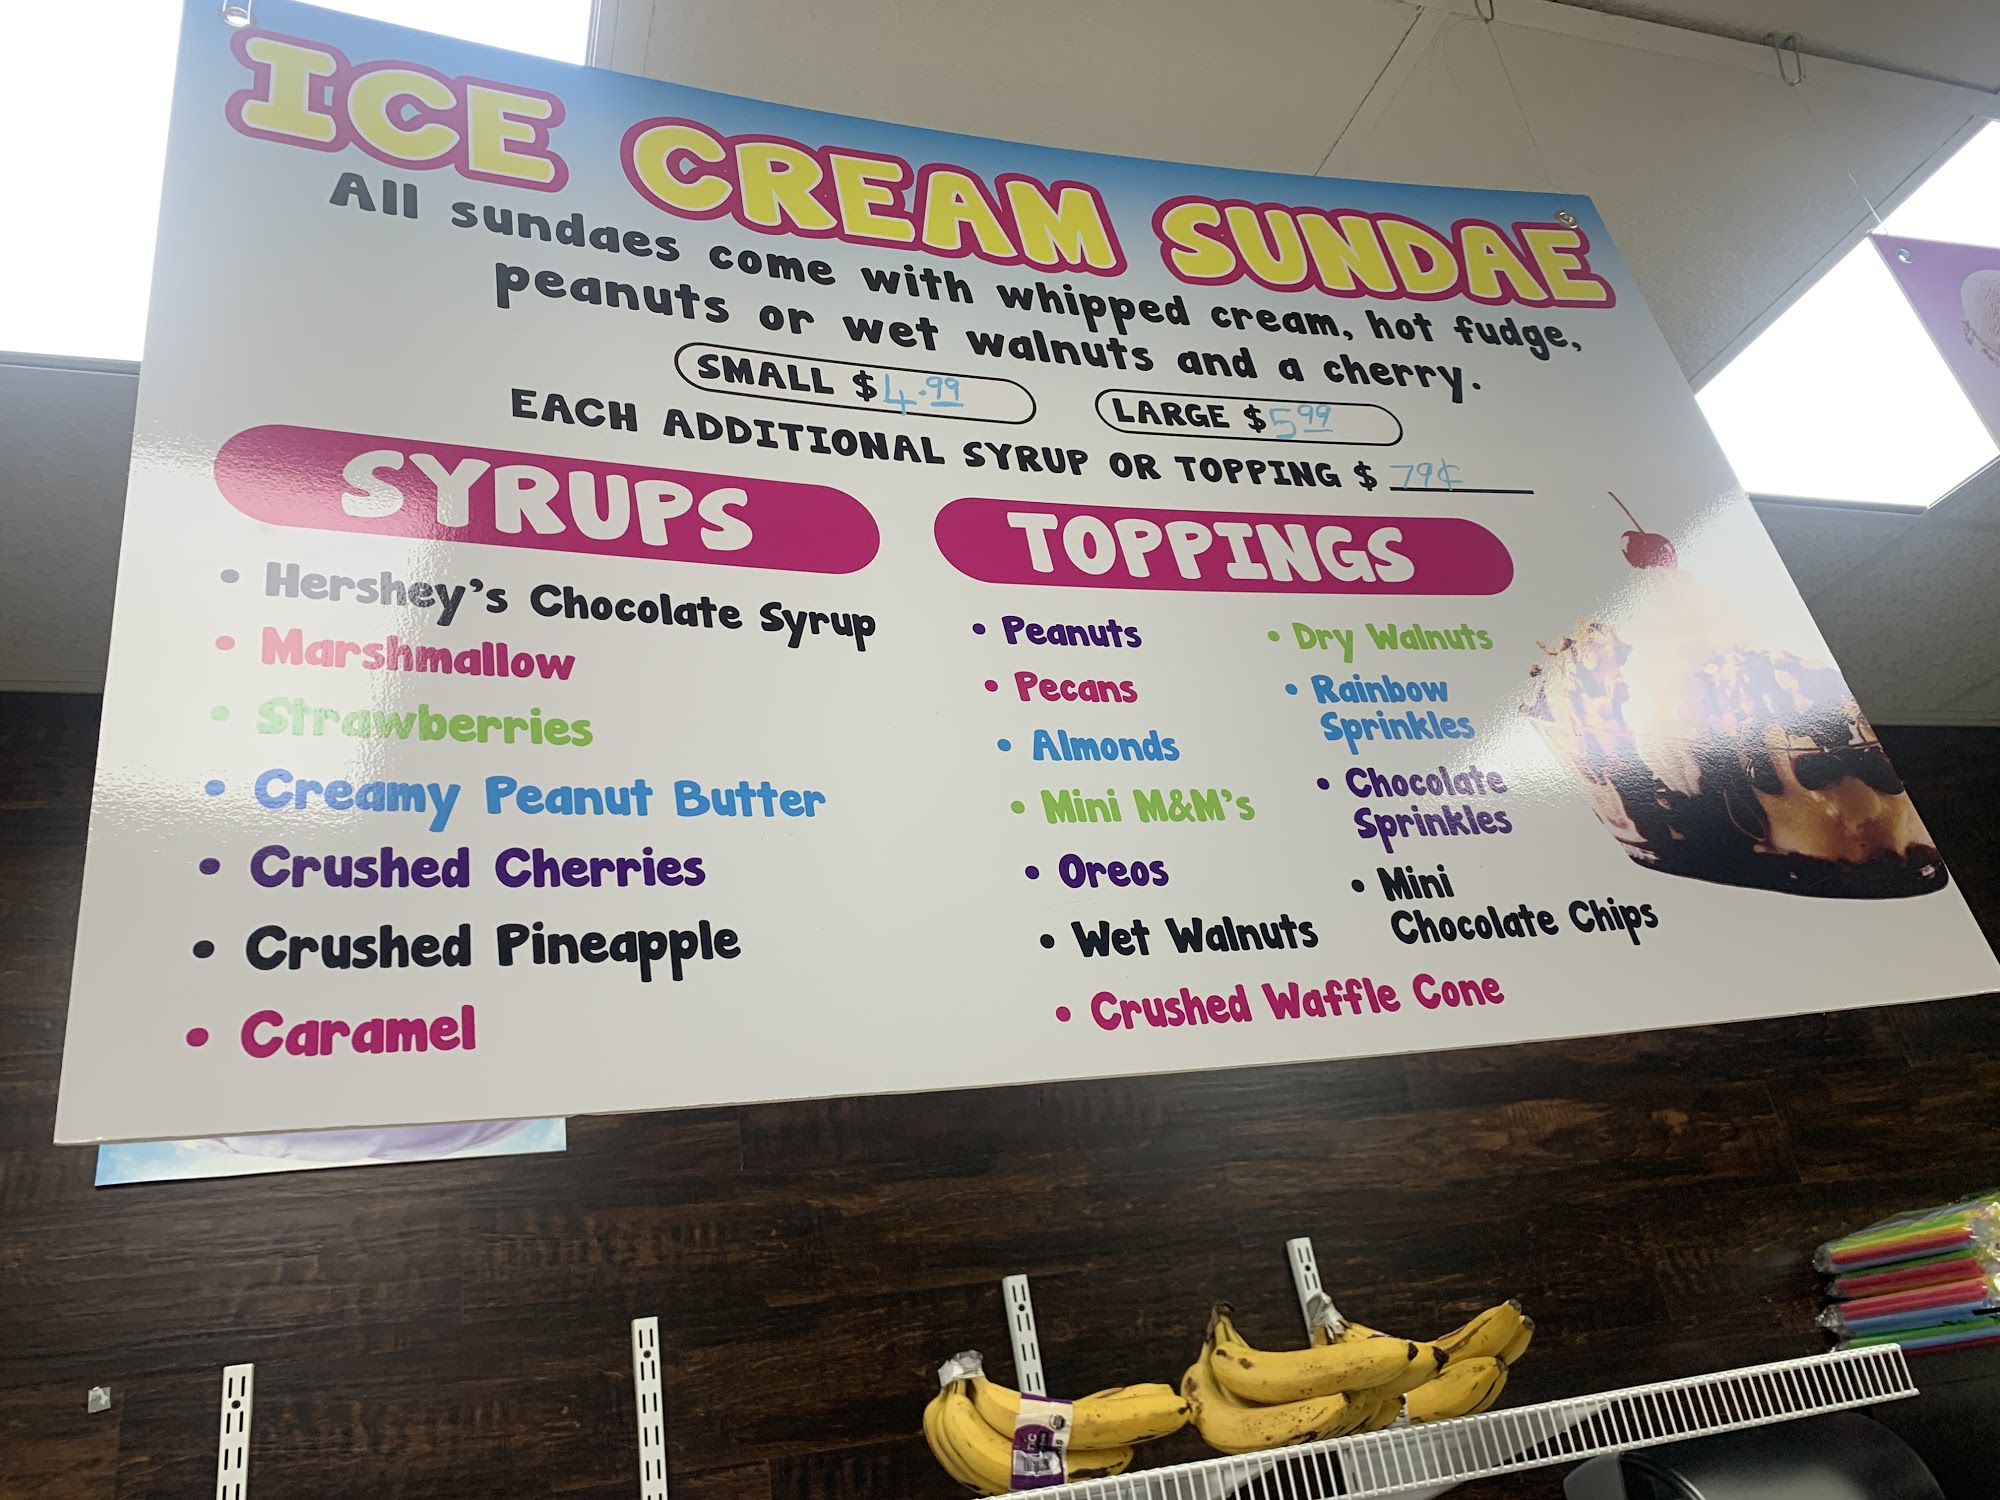 ICE CREAM SUNDAE
All sundaes come with whipped cream, hot fudge,
peanuts or wet walnuts and a cherry.
SMALL $4.99
LARGE $5 99
EACH ADDITIONAL SYRUP OR TOPPING $ 79¢
SYRUPS
• Hershey's Chocolate Syrup
• Marshmallow
• Strawberries
• Creamy Peanut Butter
• Crushed Cherries
• Crushed Pineapple
• Caramel
TOPPINGS
• Peanuts
• Pecans
• Almonds
• Mini M&M's
• Oreos
• Wet Walnuts
• Dry Walnuts
• Rainbow
Sprinkles
• Chocolate
Sprinkles
• Mini
Chocolate Chips
• Crushed Waffle Cone